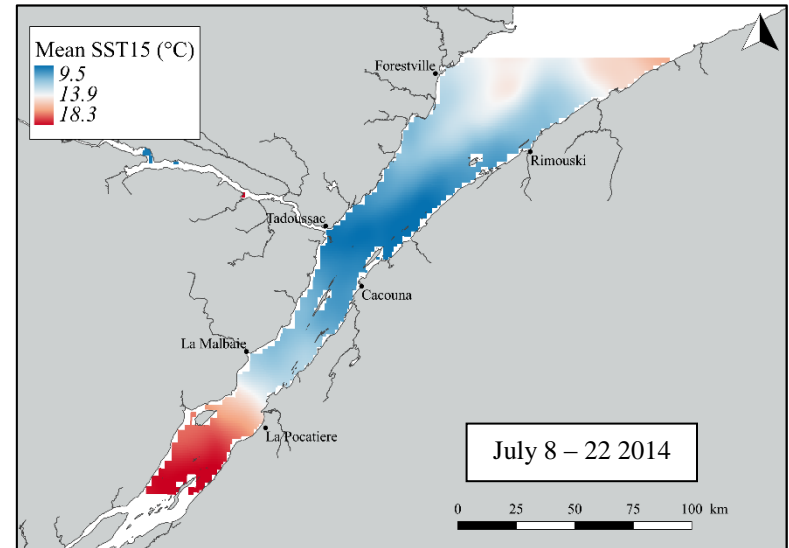 Mean SST15 (°C)
9.5
13.9
18.3
Forestville
Rimouski
Tadoussac
Cacouna
La Malbaie
La Pocatiere
July 8 – 22 2014
0 25 50 75 100 km